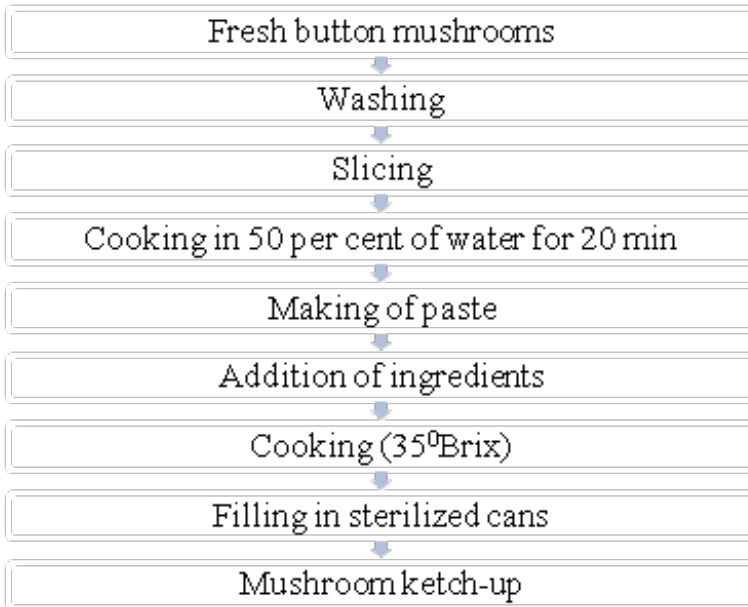 Fresh button mushrooms
Washing
Slicing
Cooking in 50 per cent of water for 20 min
Making of paste
Addition of ingredients
Cooking (35⁰Brix)
Filling in sterilized cans
Mushroom ketch-up